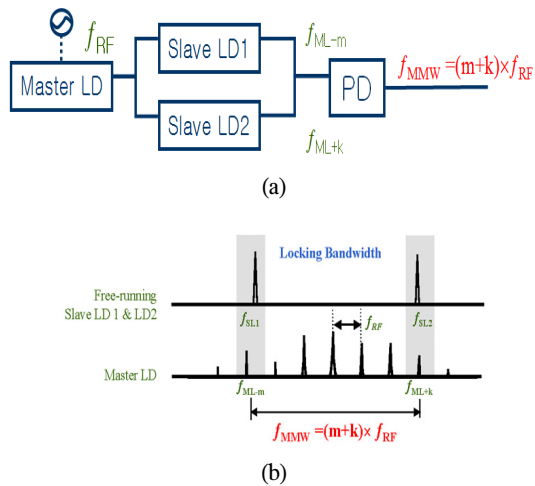 f_RF
Slave LD1
f_ML-m
Master LD
PD
f_MMW =(m+k)×f_RF
Slave LD2
f_ML+k
(a)
Locking Bandwidth
Free-running
Slave LD 1 & LD2
f_SL1
f_SL2
f_RF
Master LD
f_ML-m
f_ML+k
f_MMW =(m+k)× f_RF
(b)